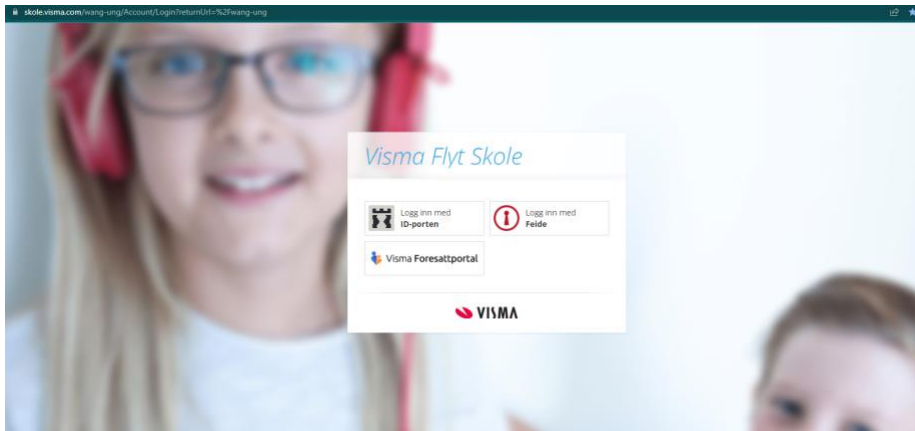 skole.visma.com/wang-ung/Account/Login?returnUrl=%2Fwang-ung
Visma Flyt Skole
Logg inn med
ID-porten
Logg inn med
Feide
Visma Foresattportal
VISMA